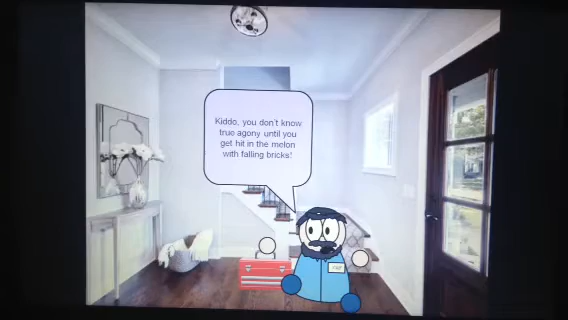 Kiddo, you don't know
true agony until you
get hit in the melon
with falling bricks!